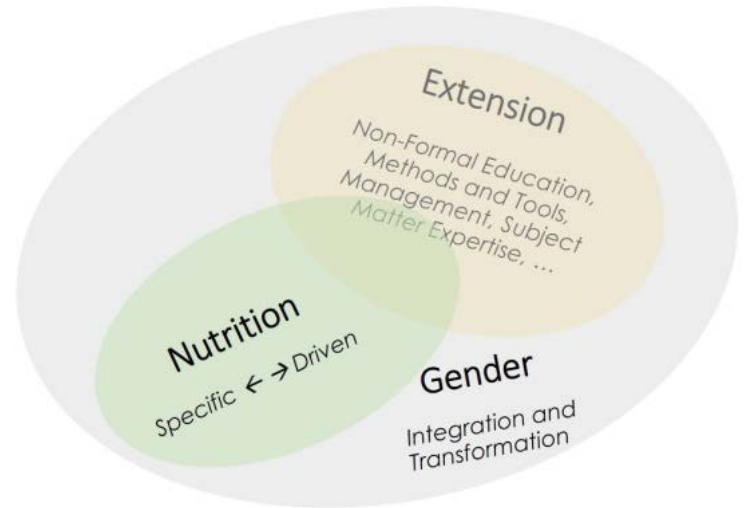 Extension
Non-Formal Education,
Methods and Tools,
Management, Subject
Matter Expertise, ...
Nutrition
Specific ← → Driven
Gender
Integration and
Transformation